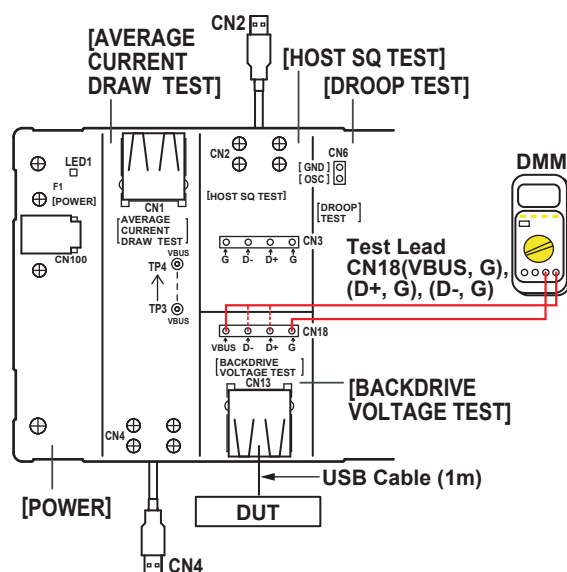 CN2
[AVERAGE
CURRENT
DRAW TEST]
[HOST SQ TEST]
[DROOP TEST]
LED1
F1
[POWER]
CN100
CN1
[AVERAGE
CURRENT
DRAW TEST]
VBUS
TP4
TP3
VBUS
CN2
[HOST SQ TEST]
CN6
[GND]
[OSC]
[DROOP
TEST]
DMM
CN3
G D- D+ G
Test Lead
CN18(VBUS, G),
(D+, G), (D-, G)
CN18
VBUS D- D+ G
[BACKDRIVE
VOLTAGE TEST]
CN13
[BACKDRIVE
VOLTAGE TEST]
CN4
USB Cable (1m)
[POWER]
DUT
CN4